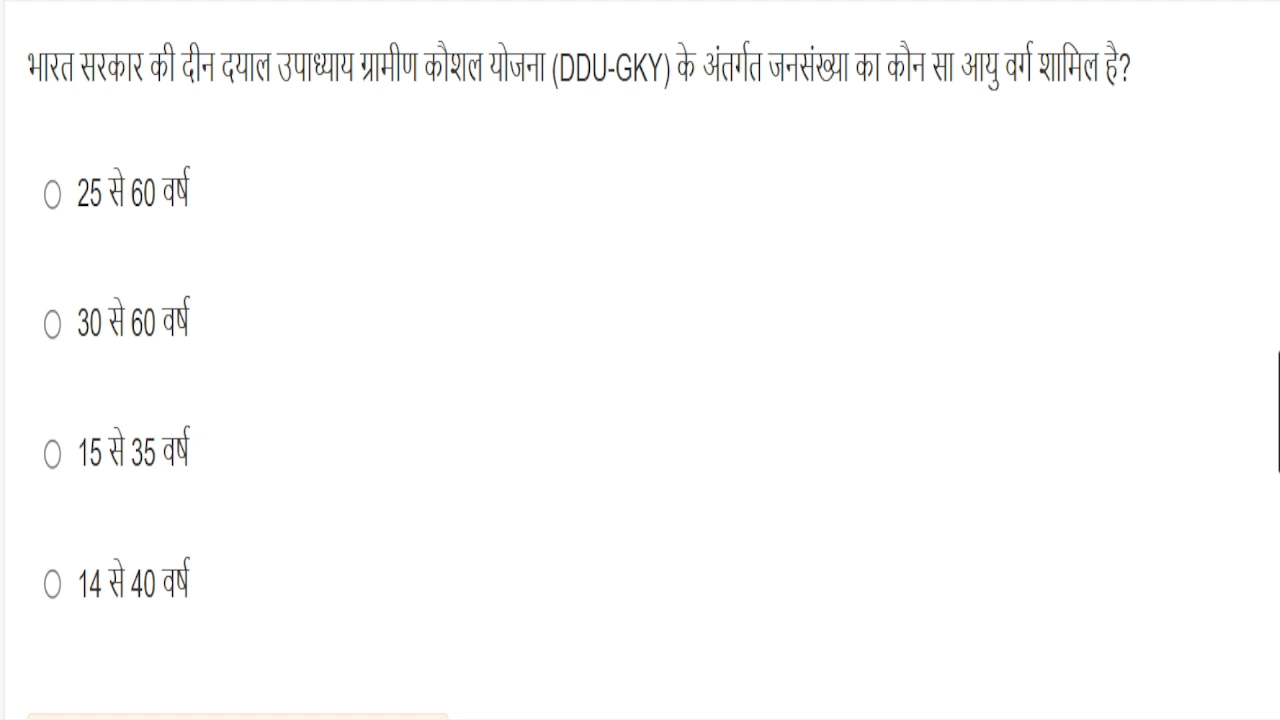 भारत सरकार की दीन दयाल उपाध्याय ग्रामीण कौशल योजना (DDU-GKY) के अंतर्गत जनसंख्या का कौन सा आयु वर्ग शामिल है?
25 से 60 वर्ष
30 से 60 वर्ष
15 से 35 वर्ष
14 से 40 वर्ष